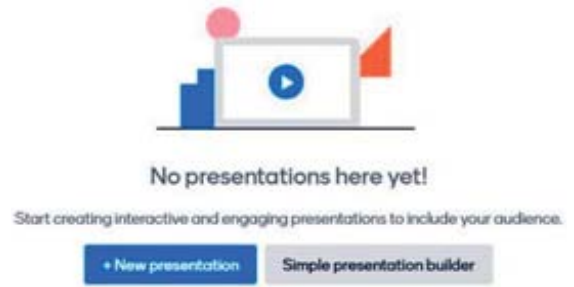 No presentations here yet!
Start creating interactive and engaging presentations to include your audience.
+ New presentation
Simple presentation builder